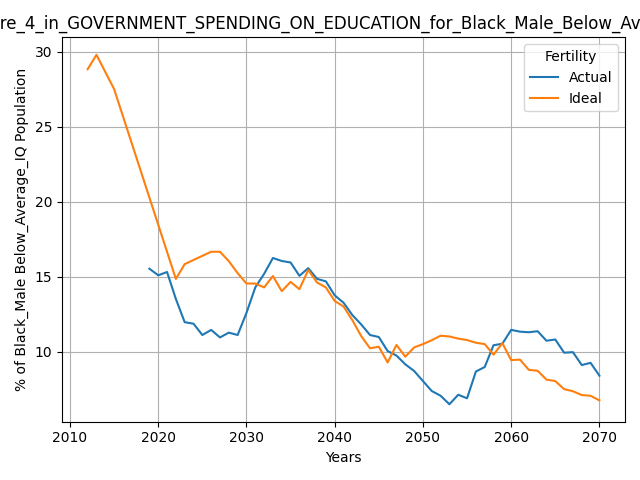 re_4_in_GOVERNMENT_SPENDING_ON_EDUCATION_for_Black_Male_Below_Av
Fertility
Actual
Ideal
% of Black_Male Below_Average_IQ Population
30
25
20
15
10
2010 2020 2030 2040 2050 2060 2070
Years